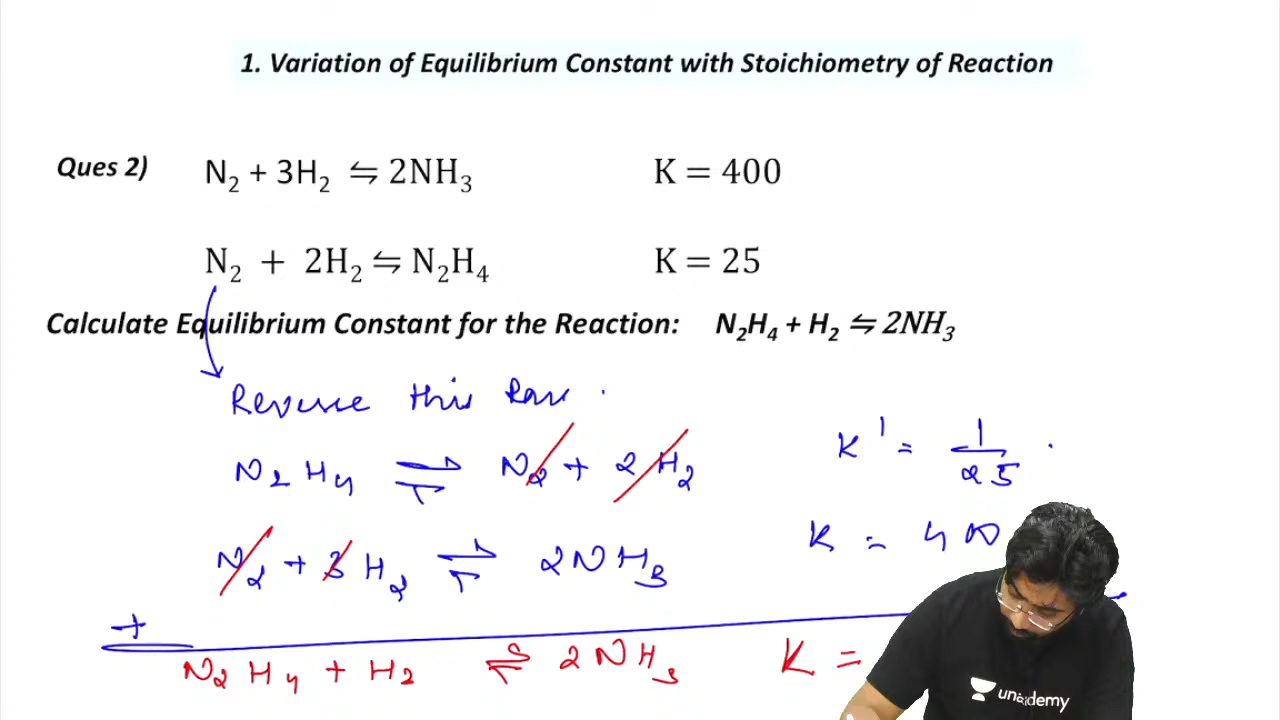 1. Variation of Equilibrium Constant with Stoichiometry of Reaction
Ques 2) N₂ + 3H₂ ⇋ 2NH₃ K = 400
N₂ + 2H₂ ⇋ N₂H₄ K = 25
Calculate Equilibrium Constant for the Reaction: N₂H₄ + H₂ ⇋ 2NH₃
Reverse this
N₂H₄ ⇌ N₂ + 2H₂ K' = 1/25
N₂ + 3H₂ ⇌ 2NH₃ K = 400
+
N₂H₄ + H₂ ⇌ 2NH₃ K =
unacademy